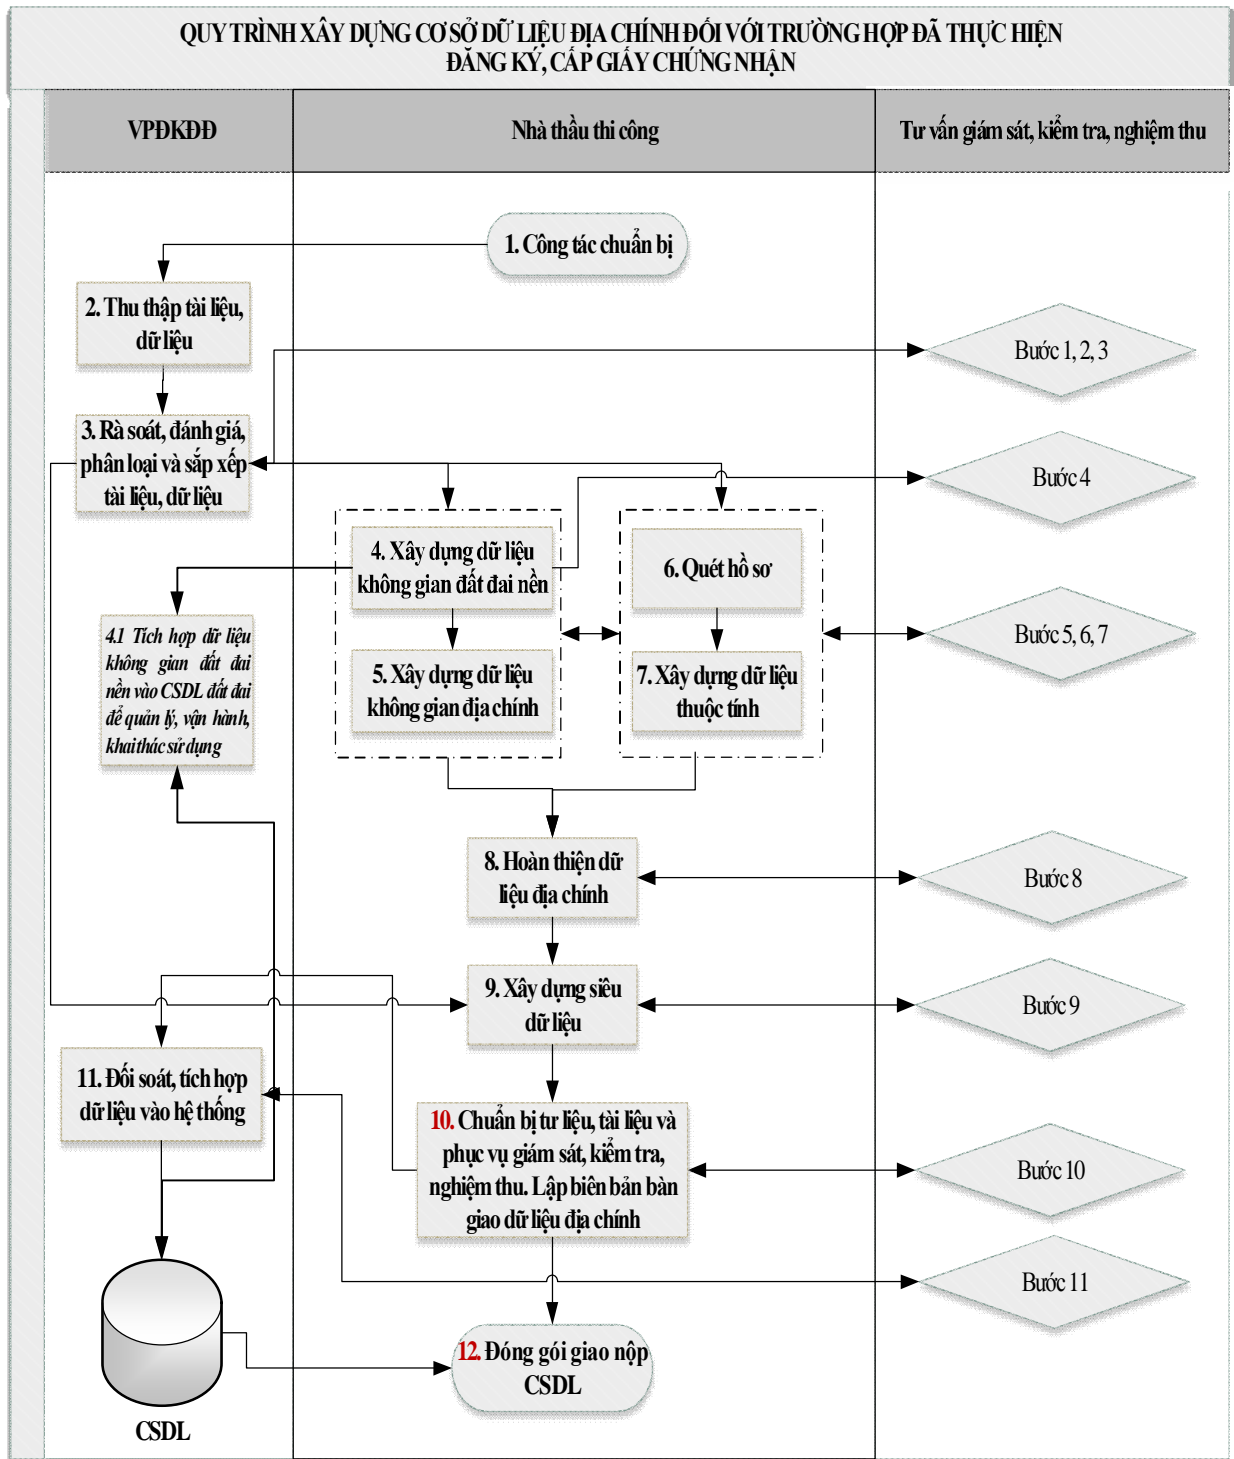 QUY TRÌNH XÂY DỰNG CƠ SỞ DỮ LIỆU ĐỊA CHÍNH ĐỐI VỚI TRƯỜNG HỢP ĐÃ THỰC HIỆN
ĐĂNG KÝ, CẤP GIẤY CHỨNG NHẬN
VPĐKĐĐ
Nhà thầu thi công
Tư vấn giám sát, kiểm tra, nghiệm thu
1. Công tác chuẩn bị
2. Thu thập tài liệu,
dữ liệu
Bước 1, 2, 3
3. Rà soát, đánh giá,
phân loại và sắp xếp
tài liệu, dữ liệu
Bước 4
4. Xây dựng dữ liệu
không gian đất đai nền
6. Quét hồ sơ
4.1 Tích hợp dữ liệu
không gian đất đai
nền vào CSDL đất đai
để quản lý, vận hành,
khai thác sử dụng
5. Xây dựng dữ liệu
không gian địa chính
7. Xây dựng dữ liệu
thuộc tính
Bước 5, 6, 7
8. Hoàn thiện dữ
liệu địa chính
Bước 8
9. Xây dựng siêu
dữ liệu
Bước 9
11. Đối soát, tích hợp
dữ liệu vào hệ thống
10. Chuẩn bị tư liệu, tài liệu và
phục vụ giám sát, kiểm tra,
nghiệm thu. Lập biên bản bàn
giao dữ liệu địa chính
Bước 10
Bước 11
12. Đóng gói giao nộp
CSDL
CSDL